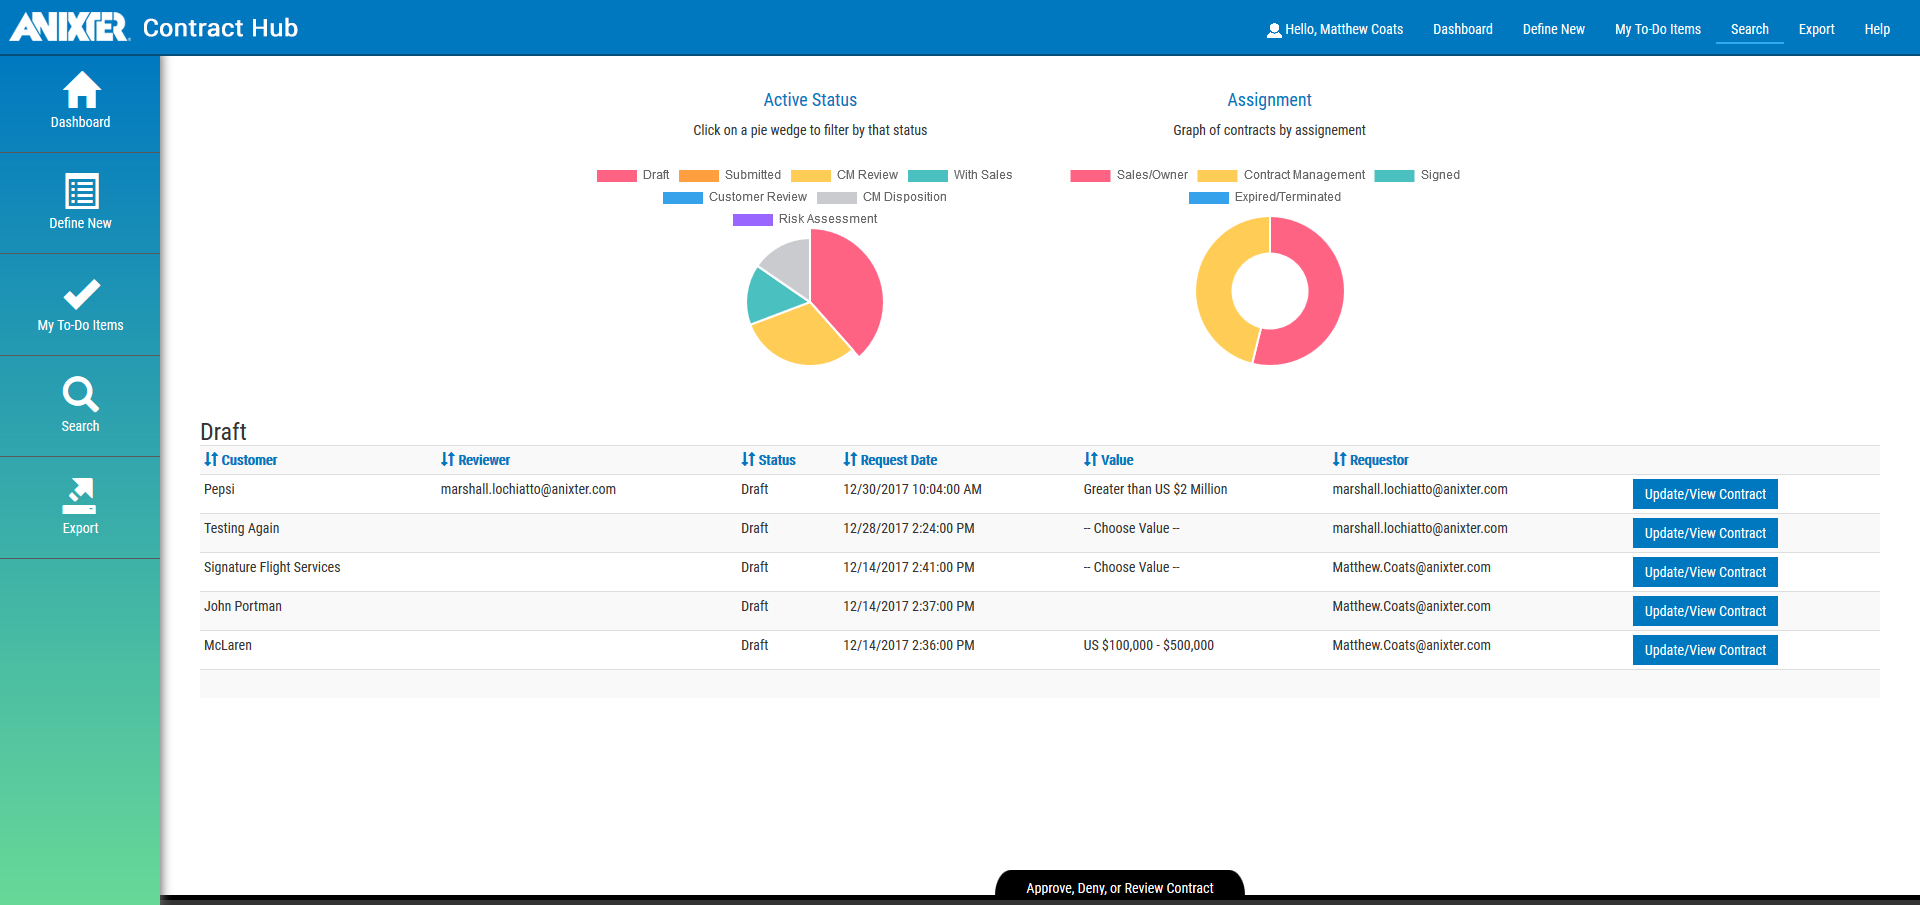 ANIXTER Contract Hub
Hello, Matthew Coats Dashboard Define New My To-Do Items Search Export Help
Dashboard
Define New
My To-Do Items
Search
Export
Active Status
Click on a pie wedge to filter by that status
Draft Submitted CM Review With Sales
Customer Review CM Disposition
Risk Assessment
Assignment
Graph of contracts by assignement
Sales/Owner Contract Management Signed
Expired/Terminated
Draft
Customer Reviewer Status Request Date Value Requestor
Pepsi marshall.lochiatto@anixter.com Draft 12/30/2017 10:04:00 AM Greater than US $2 Million marshall.lochiatto@anixter.com Update/View Contract
Testing Again Draft 12/28/2017 2:24:00 PM -- Choose Value -- marshall.lochiatto@anixter.com Update/View Contract
Signature Flight Services Draft 12/14/2017 2:41:00 PM -- Choose Value -- Matthew.Coats@anixter.com Update/View Contract
John Portman Draft 12/14/2017 2:37:00 PM Matthew.Coats@anixter.com Update/View Contract
McLaren Draft 12/14/2017 2:36:00 PM US $100,000 - $500,000 Matthew.Coats@anixter.com Update/View Contract
Approve, Deny, or Review Contract